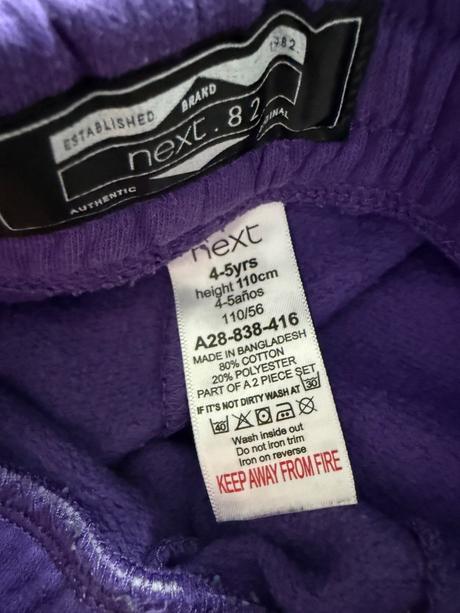 ESTABLISHED BRAND 1982.
next.82
AUTHENTIC
next
4-5yrs
height 110cm
4-5años
110/56
A28-838-416
MADE IN BANGLADESH
80% COTTON
20% POLYESTER
PART OF A 2 PIECE SET
IF IT'S NOT DIRTY WASH AT 30
40
Wash inside out
Do not iron trim
Iron on reverse
KEEP AWAY FROM FIRE